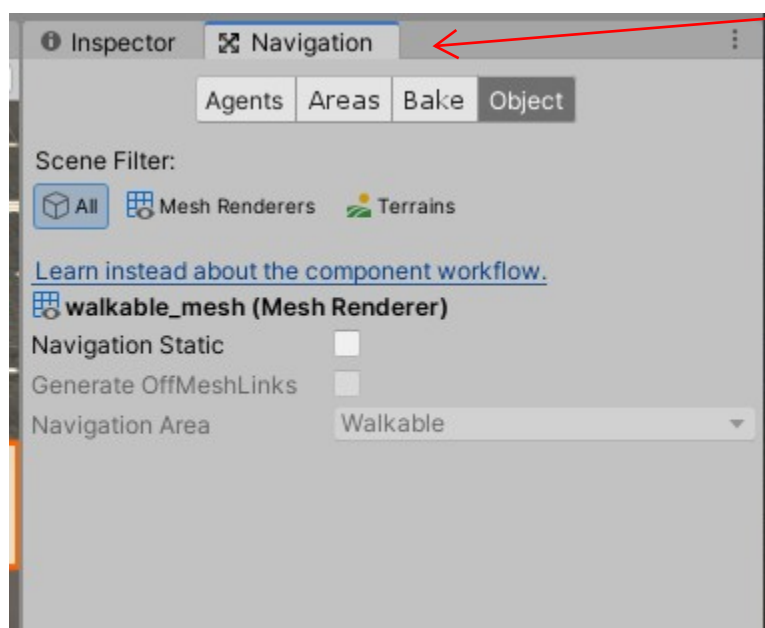 Inspector Navigation
Agents Areas Bake Object
Scene Filter:
All Mesh Renderers Terrains
Learn instead about the component workflow.
walkable_mesh (Mesh Renderer)
Navigation Static
Generate OffMeshLinks
Navigation Area Walkable